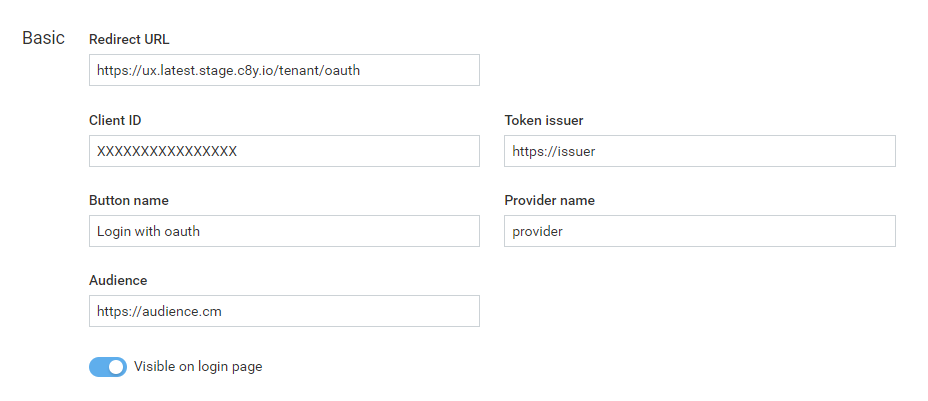 Basic
Redirect URL
https://ux.latest.stage.c8y.io/tenant/oauth
Client ID
Token issuer
XXXXXXXXXXXXXXXX
https://issuer
Button name
Provider name
Login with oauth
provider
Audience
https://audience.cm
Visible on login page